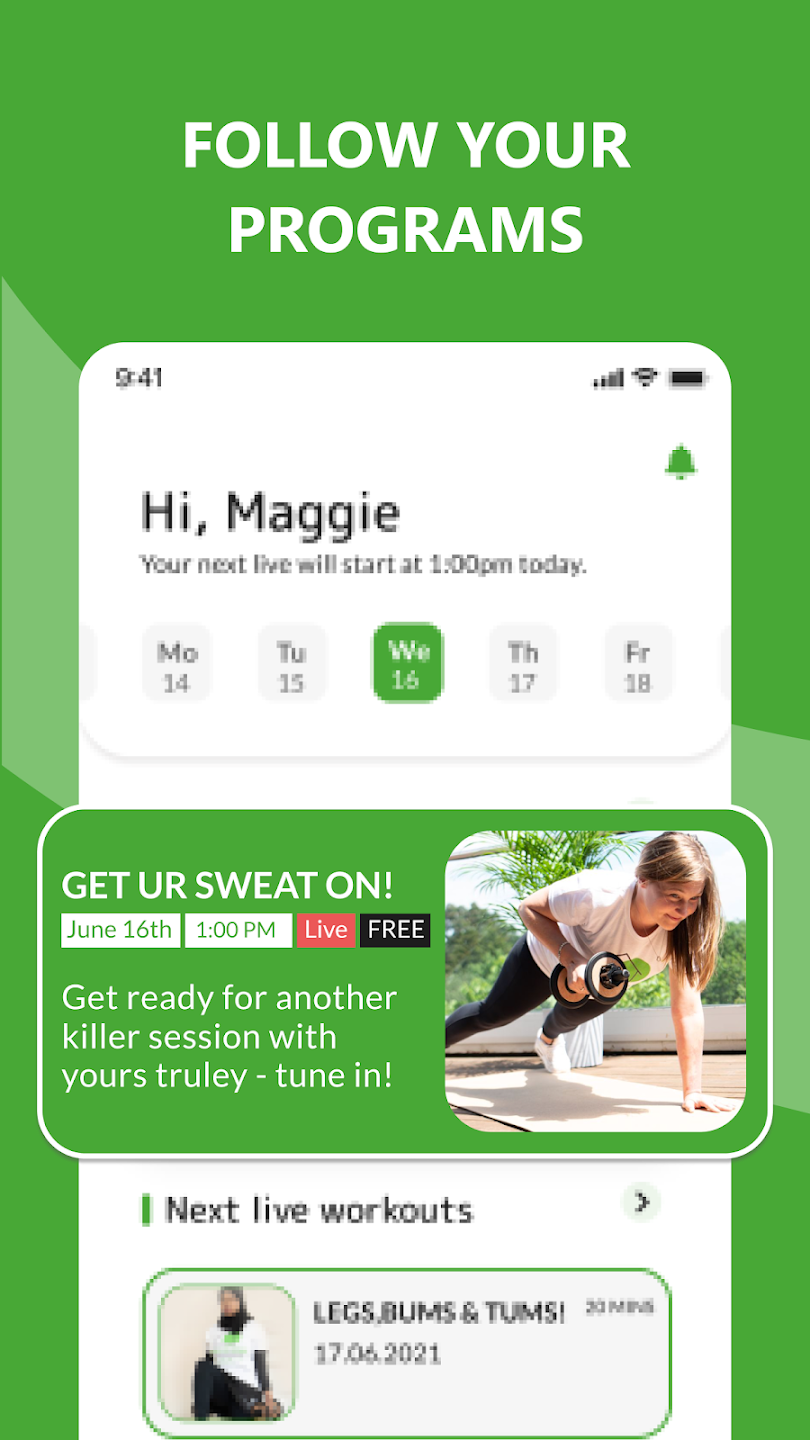 FOLLOW YOUR
PROGRAMS
9:41
Hi, Maggie
Your next live will start at 1:00pm today.
Mo Tu We Th Fr
14 15 16 17 18
GET UR SWEAT ON!
June 16th 1:00 PM Live FREE
Get ready for another
killer session with
yours truley - tune in!
Next live workouts
LEGS,BUMS & TUMS! 20 MINS
17.06.2021